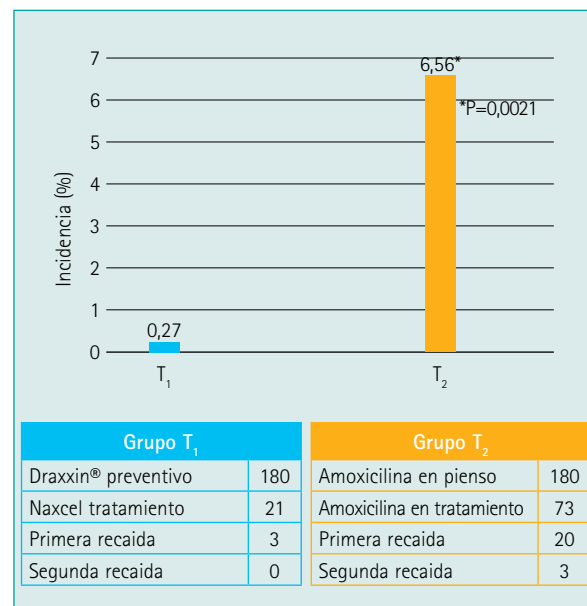 7
6,56*
6
*P=0,0021
5
4
3
2
1
0,27
0
Incidencia (%)
T1
T2
Grupo T1
Draxxin® preventivo 180
Naxcel tratamiento 21
Primera recaida 3
Segunda recaida 0
Grupo T2
Amoxicilina en pienso 180
Amoxicilina en tratamiento 73
Primera recaida 20
Segunda recaida 3